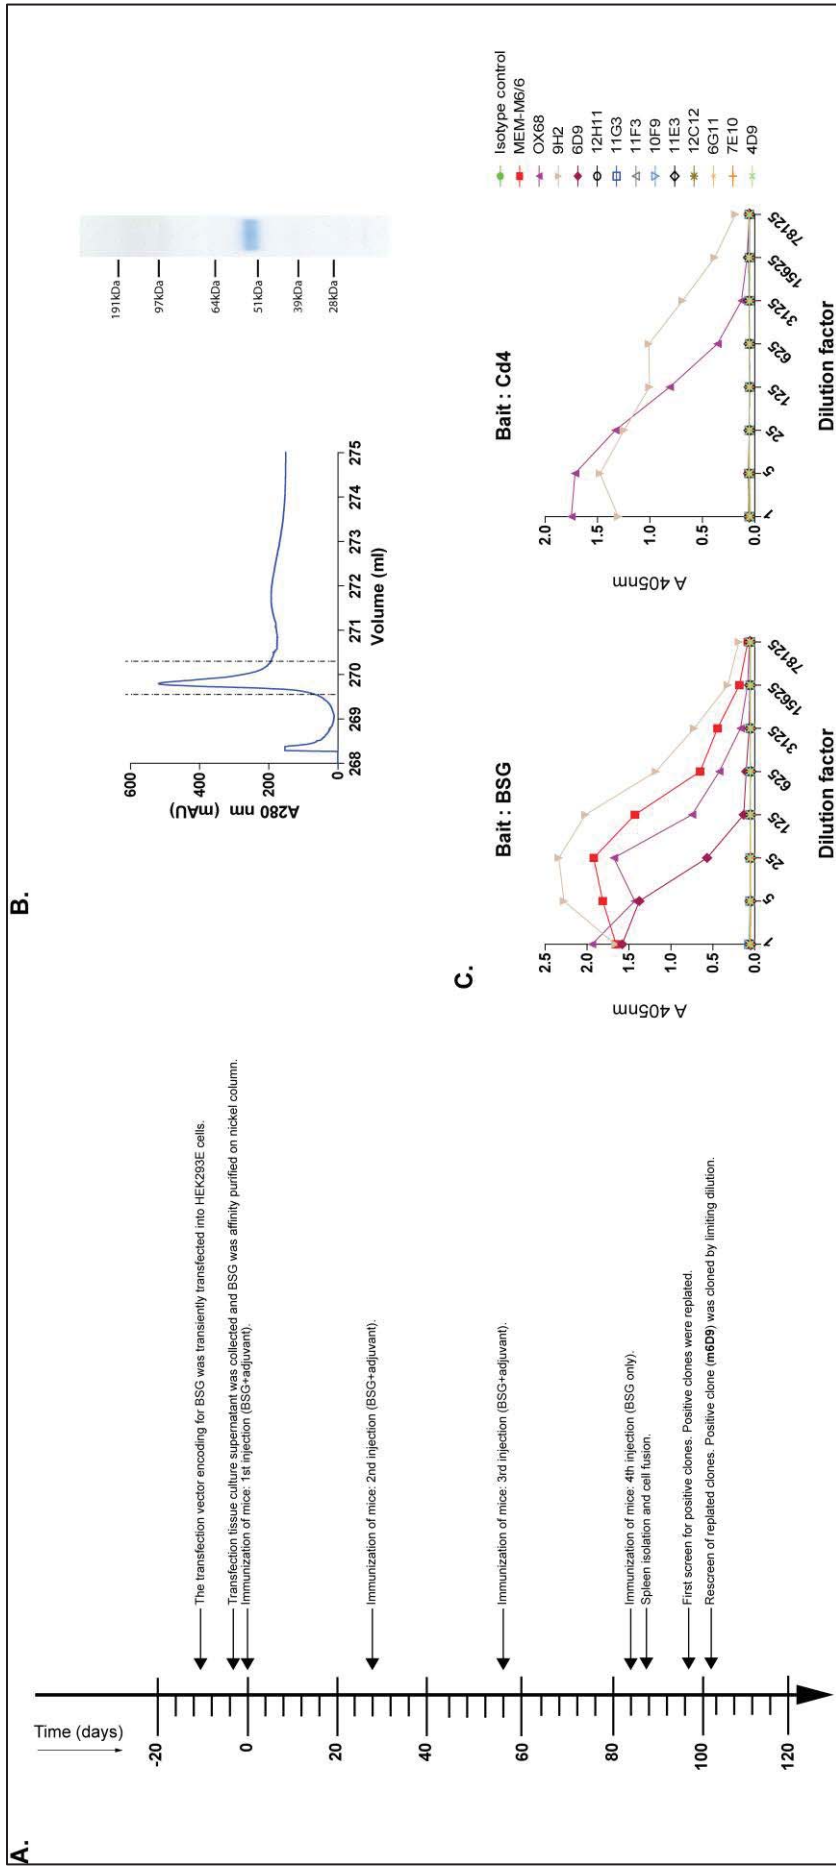 A.
Time (days)
-20
0
20
40
60
80
100
120
The transfection vector encoding for BSG was transiently transfected into HEK293E cells.
Transfection tissue culture supernatant was collected and BSG was affinity purified on nickel column.
Immunization of mice: 1st injection (BSG+adjuvant).
Immunization of mice: 2nd injection (BSG+adjuvant).
Immunization of mice: 3rd injection (BSG+adjuvant).
Immunization of mice: 4th injection (BSG only).
Spleen isolation and cell fusion.
First screen for positive clones. Positive clones were replated.
Rescreen of replated clones. Positive clone (m6D9) was cloned by limiting dilution.
B.
A280 nm (mAU)
600
400
200
0
268 269 270 271 272 273 274 275
Volume (ml)
191kDa
97kDa
64kDa
51kDa
39kDa
28kDa
C.
Bait : BSG
A 405nm
2.5
2.0
1.5
1.0
0.5
0.0
1 5 25 125 625 3125 15625 78125
Dilution factor
Bait : Cd4
A 405nm
2.0
1.5
1.0
0.5
0.0
1 5 25 125 625 3125 15625 78125
Dilution factor
Isotype control
MEM-M6/6
OX68
9H2
6D9
12H11
11G3
11F3
10F9
11E3
12C12
6G11
7E10
4D9